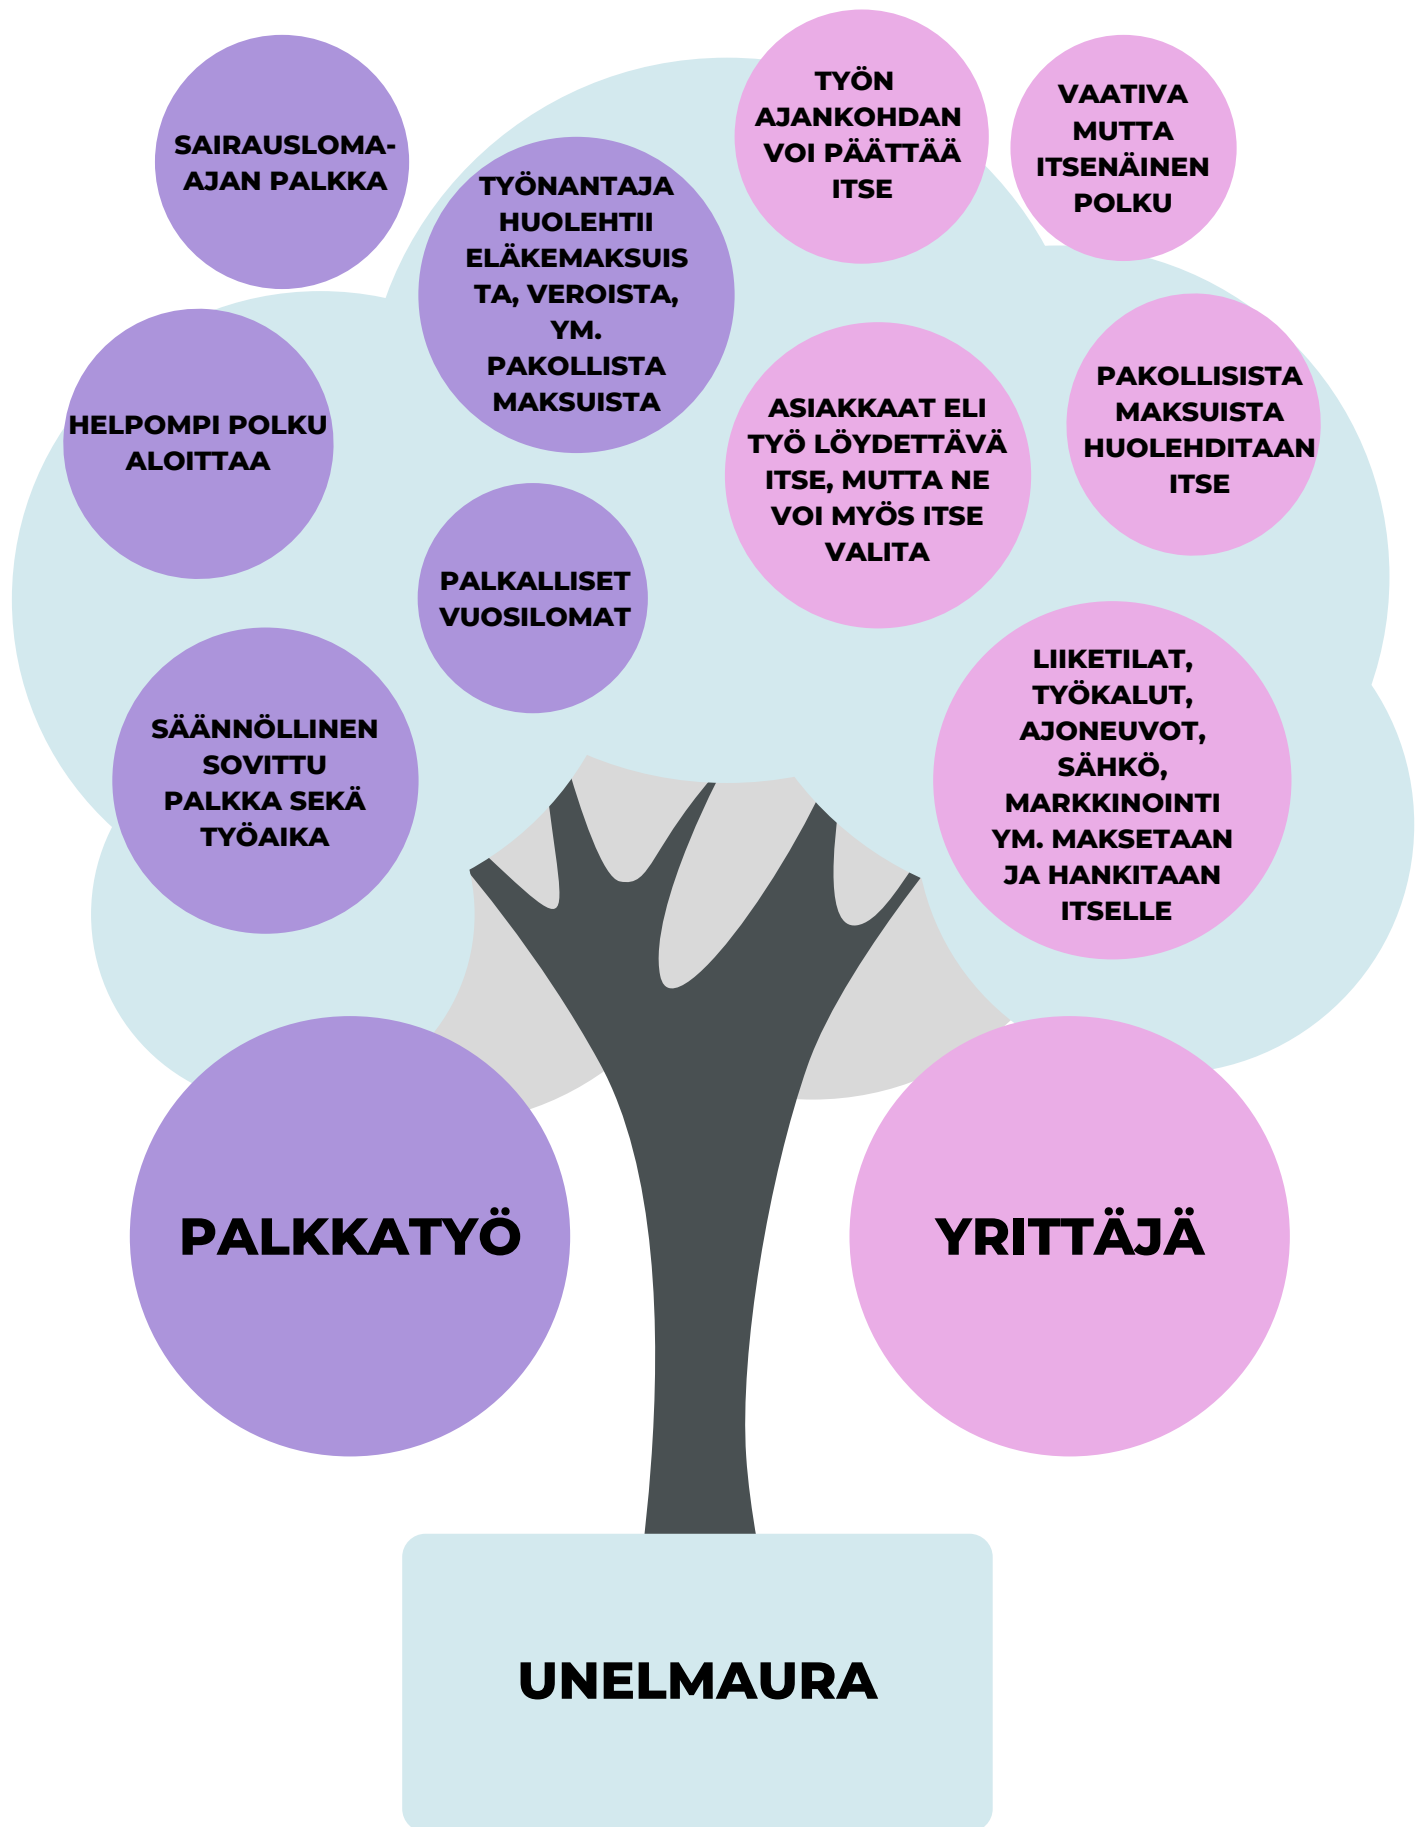 SAIRAUSLOMA-
AJAN PALKKA
TYÖNANTAJA
HUOLEHTII
ELÄKEMAKSUIS
TA, VEROISTA,
YM.
PAKOLLISTA
MAKSUISTA
TYÖN
AJANKOHDAN
VOI PÄÄTTÄÄ
ITSE
VAATIVA
MUTTA
ITSENÄINEN
POLKU
HELPOMPI POLKU
ALOITTAA
ASIAKKAAT ELI
TYÖ LÖYDETTÄVÄ
ITSE, MUTTA NE
VOI MYÖS ITSE
VALITA
PAKOLLISISTA
MAKSUISTA
HUOLEHDITAAN
ITSE
PALKALLISET
VUOSILOMAT
SÄÄNNÖLLINEN
SOVITTU
PALKKA SEKÄ
TYÖAIKA
LIIKETILAT,
TYÖKALUT,
AJONEUVOT,
SÄHKÖ,
MARKKINOINTI
YM. MAKSETAAN
JA HANKITAAN
ITSELLE
PALKKATYÖ
YRITTÄJÄ
UNELMAURA